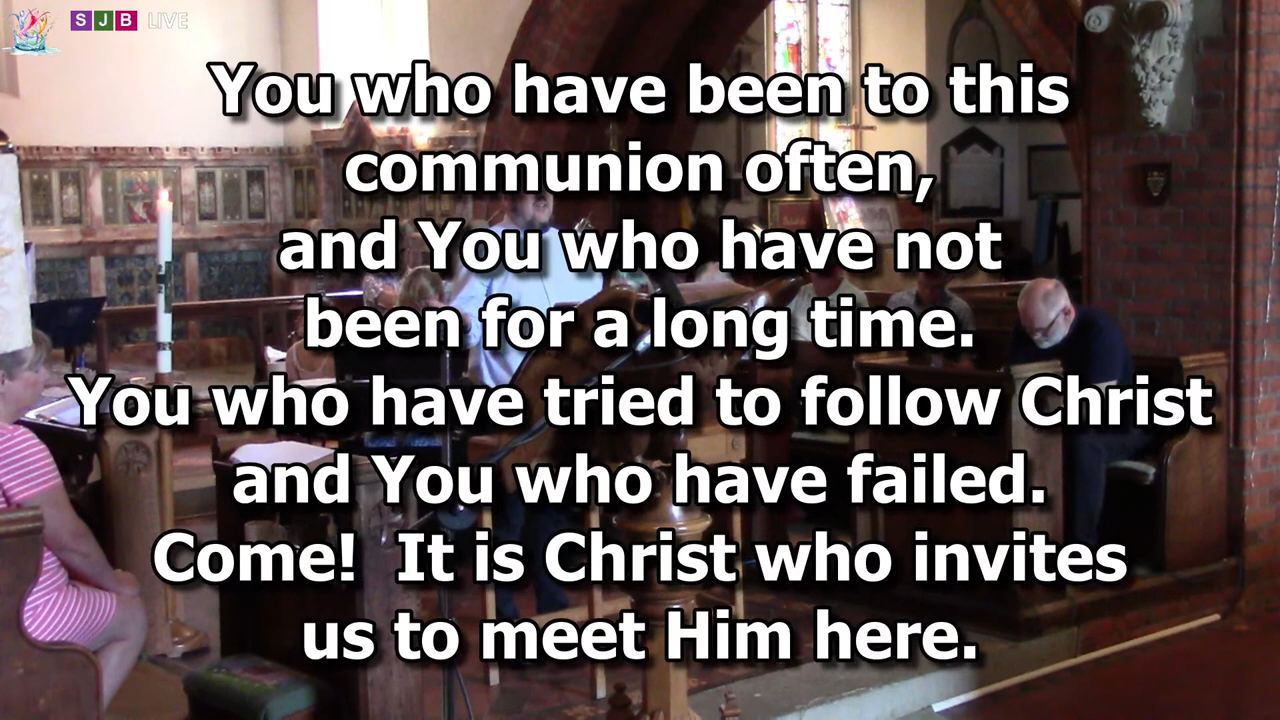 SJB LIVE
You who have been to this
communion often,
and You who have not
been for a long time.
You who have tried to follow Christ
and You who have failed.
Come!  It is Christ who invites
us to meet Him here.